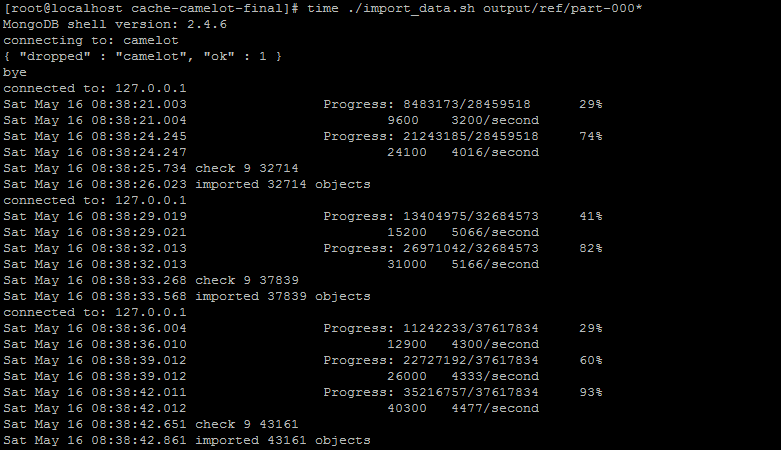 [root@localhost cache-camelot-final]# time ./import_data.sh output/ref/part-000*
MongoDB shell version: 2.4.6
connecting to: camelot
{ "dropped" : "camelot", "ok" : 1 }
bye
connected to: 127.0.0.1
Sat May 16 08:38:21.003                 Progress: 8483173/28459518      29%
Sat May 16 08:38:21.004                         9600    3200/second
Sat May 16 08:38:24.245                 Progress: 21243185/28459518     74%
Sat May 16 08:38:24.247                         24100   4016/second
Sat May 16 08:38:25.734 check 9 32714
Sat May 16 08:38:26.023 imported 32714 objects
connected to: 127.0.0.1
Sat May 16 08:38:29.019                 Progress: 13404975/32684573     41%
Sat May 16 08:38:29.021                         15200   5066/second
Sat May 16 08:38:32.013                 Progress: 26971042/32684573     82%
Sat May 16 08:38:32.013                         31000   5166/second
Sat May 16 08:38:33.268 check 9 37839
Sat May 16 08:38:33.568 imported 37839 objects
connected to: 127.0.0.1
Sat May 16 08:38:36.004                 Progress: 11242233/37617834     29%
Sat May 16 08:38:36.010                         12900   4300/second
Sat May 16 08:38:39.012                 Progress: 22727192/37617834     60%
Sat May 16 08:38:39.012                         26000   4333/second
Sat May 16 08:38:42.011                 Progress: 35216757/37617834     93%
Sat May 16 08:38:42.012                         40300   4477/second
Sat May 16 08:38:42.651 check 9 43161
Sat May 16 08:38:42.861 imported 43161 objects